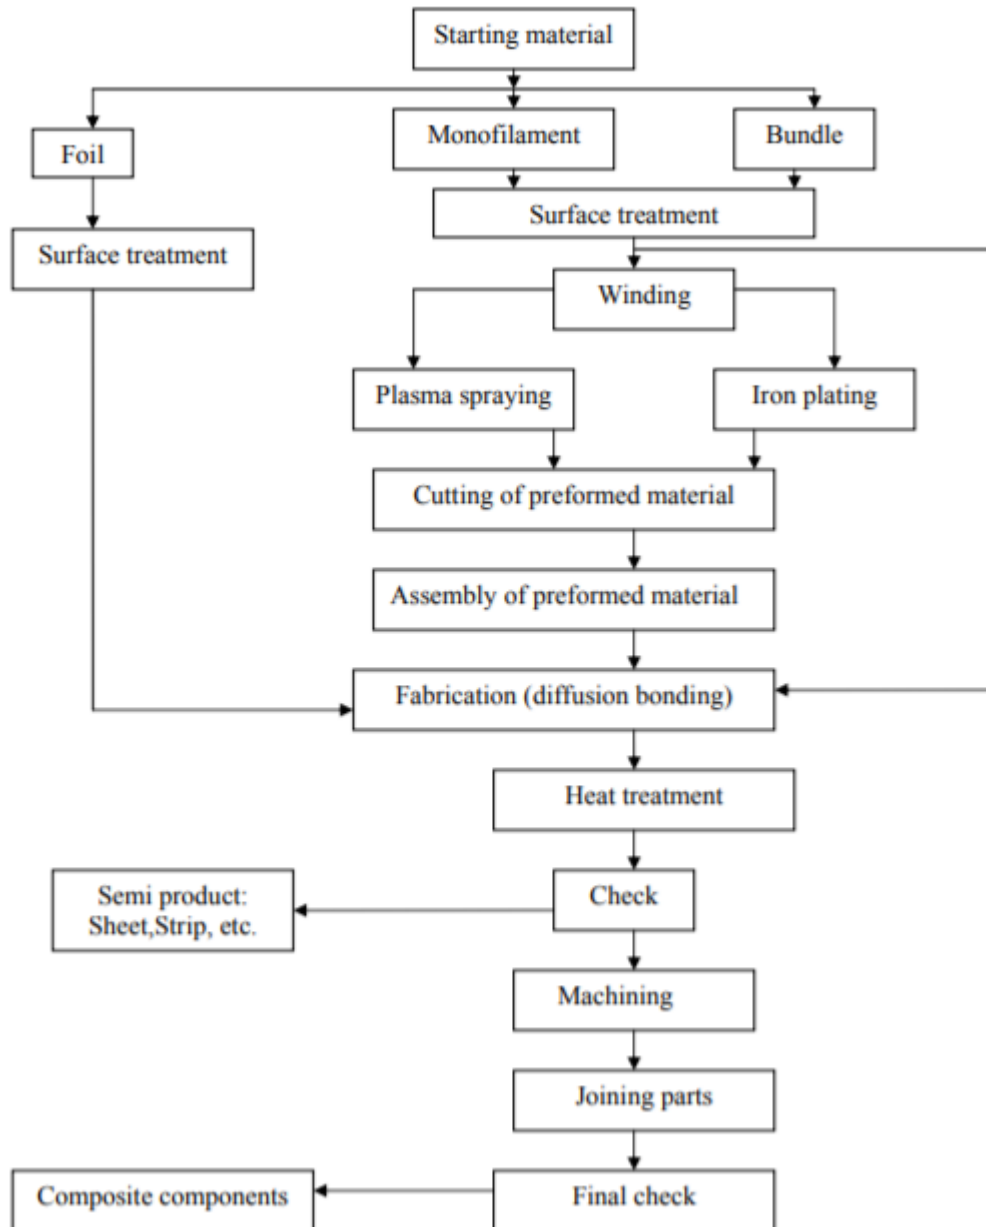 Starting material
Foil
Monofilament
Bundle
Surface treatment
Surface treatment
Winding
Plasma spraying
Iron plating
Cutting of preformed material
Assembly of preformed material
Fabrication (diffusion bonding)
Heat treatment
Semi product:
Sheet,Strip, etc.
Check
Machining
Joining parts
Composite components
Final check